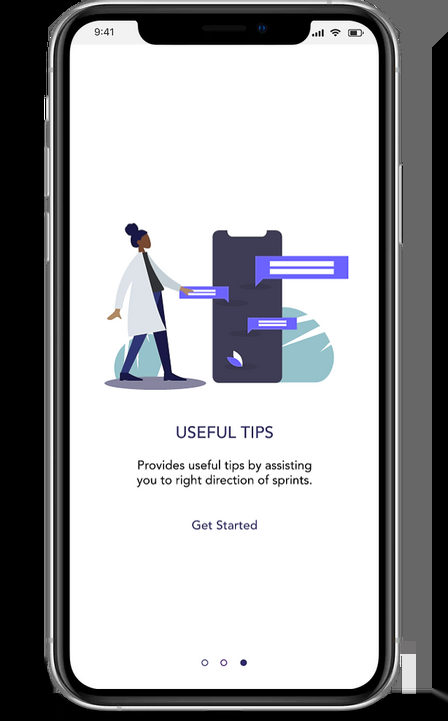 9:41
USEFUL TIPS
Provides useful tips by assisting
you to right direction of sprints.
Get Started